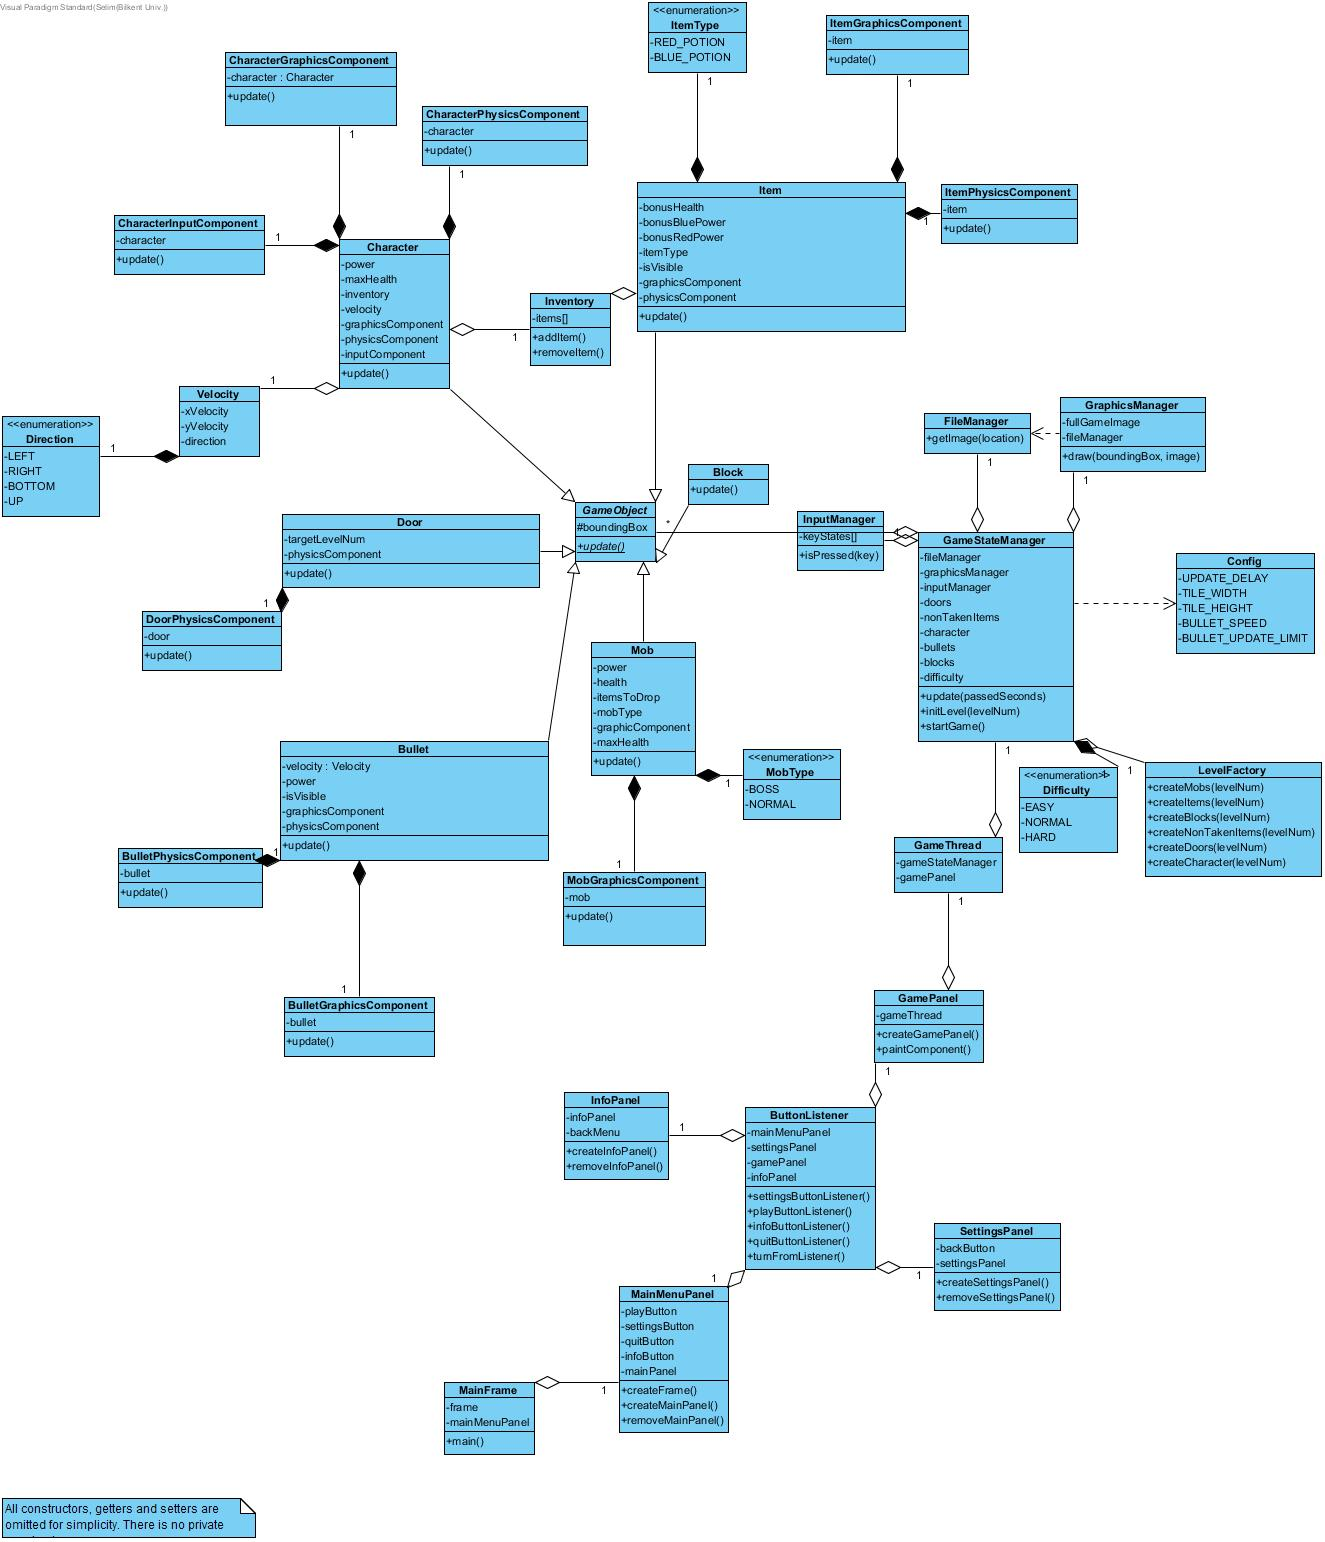 Visual Paradigm Standard(Selim(Bilkent Univ.))
<<enumeration>>
ItemType
-RED_POTION
-BLUE_POTION
1
ItemGraphicsComponent
-item
+update()
1
CharacterGraphicsComponent
-character : Character
+update()
1
CharacterPhysicsComponent
-character
+update()
1
Item
-bonusHealth
-bonusBluePower
-bonusRedPower
-itemType
-isVisible
-graphicsComponent
-physicsComponent
+update()
ItemPhysicsComponent
-item
+update()
1
CharacterInputComponent
-character
+update()
1
Character
-power
-maxHealth
-inventory
-velocity
-graphicsComponent
-physicsComponent
-inputComponent
+update()
Inventory
-items[]
+addItem()
+removeItem()
1
Velocity
-xVelocity
-yVelocity
-direction
1
<<enumeration>>
Direction
-LEFT
-RIGHT
-BOTTOM
-UP
1
FileManager
+getImage(location)
1
GraphicsManager
-fullGameImage
-fileManager
+draw(boundingBox, image)
1
Block
+update()
GameObject
#boundingBox
+update()
*
InputManager
-keyStates[]
+isPressed(key)
Door
-targetLevelNum
-physicsComponent
+update()
1
DoorPhysicsComponent
-door
+update()
GameStateManager
-fileManager
-graphicsManager
-inputManager
-doors
-nonTakenItems
-character
-bullets
-blocks
-difficulty
+update(passedSeconds)
+initLevel(levelNum)
+startGame()
1
Config
-UPDATE_DELAY
-TILE_WIDTH
-TILE_HEIGHT
-BULLET_SPEED
-BULLET_UPDATE_LIMIT
Mob
-power
-health
-itemsToDrop
-mobType
-graphicComponent
-maxHealth
+update()
<<enumeration>>
MobType
-BOSS
-NORMAL
1
Bullet
-velocity : Velocity
-power
-isVisible
-graphicsComponent
-physicsComponent
+update()
1
BulletPhysicsComponent
-bullet
+update()
1
MobGraphicsComponent
-mob
+update()
<<enumeration>>
1
Difficulty
-EASY
-NORMAL
-HARD
1
LevelFactory
+createMobs(levelNum)
+createItems(levelNum)
+createBlocks(levelNum)
+createNonTakenItems(levelNum)
+createDoors(levelNum)
+createCharacter(levelNum)
GameThread
-gameStateManager
-gamePanel
1
1
BulletGraphicsComponent
-bullet
+update()
GamePanel
-gameThread
+createGamePanel()
+paintComponent()
1
InfoPanel
-infoPanel
-backMenu
+createInfoPanel()
+removeInfoPanel()
1
ButtonListener
-mainMenuPanel
-settingsPanel
-gamePanel
-infoPanel
+settingsButtonListener()
+playButtonListener()
+infoButtonListener()
+quitButtonListener()
+turnFromListener()
SettingsPanel
-backButton
-settingsPanel
+createSettingsPanel()
+removeSettingsPanel()
1
1
MainMenuPanel
-playButton
-settingsButton
-quitButton
-infoButton
-mainPanel
+createFrame()
+createMainPanel()
+removeMainPanel()
1
MainFrame
-frame
-mainMenuPanel
+main()
All constructors, getters and setters are
omitted for simplicity. There is no private